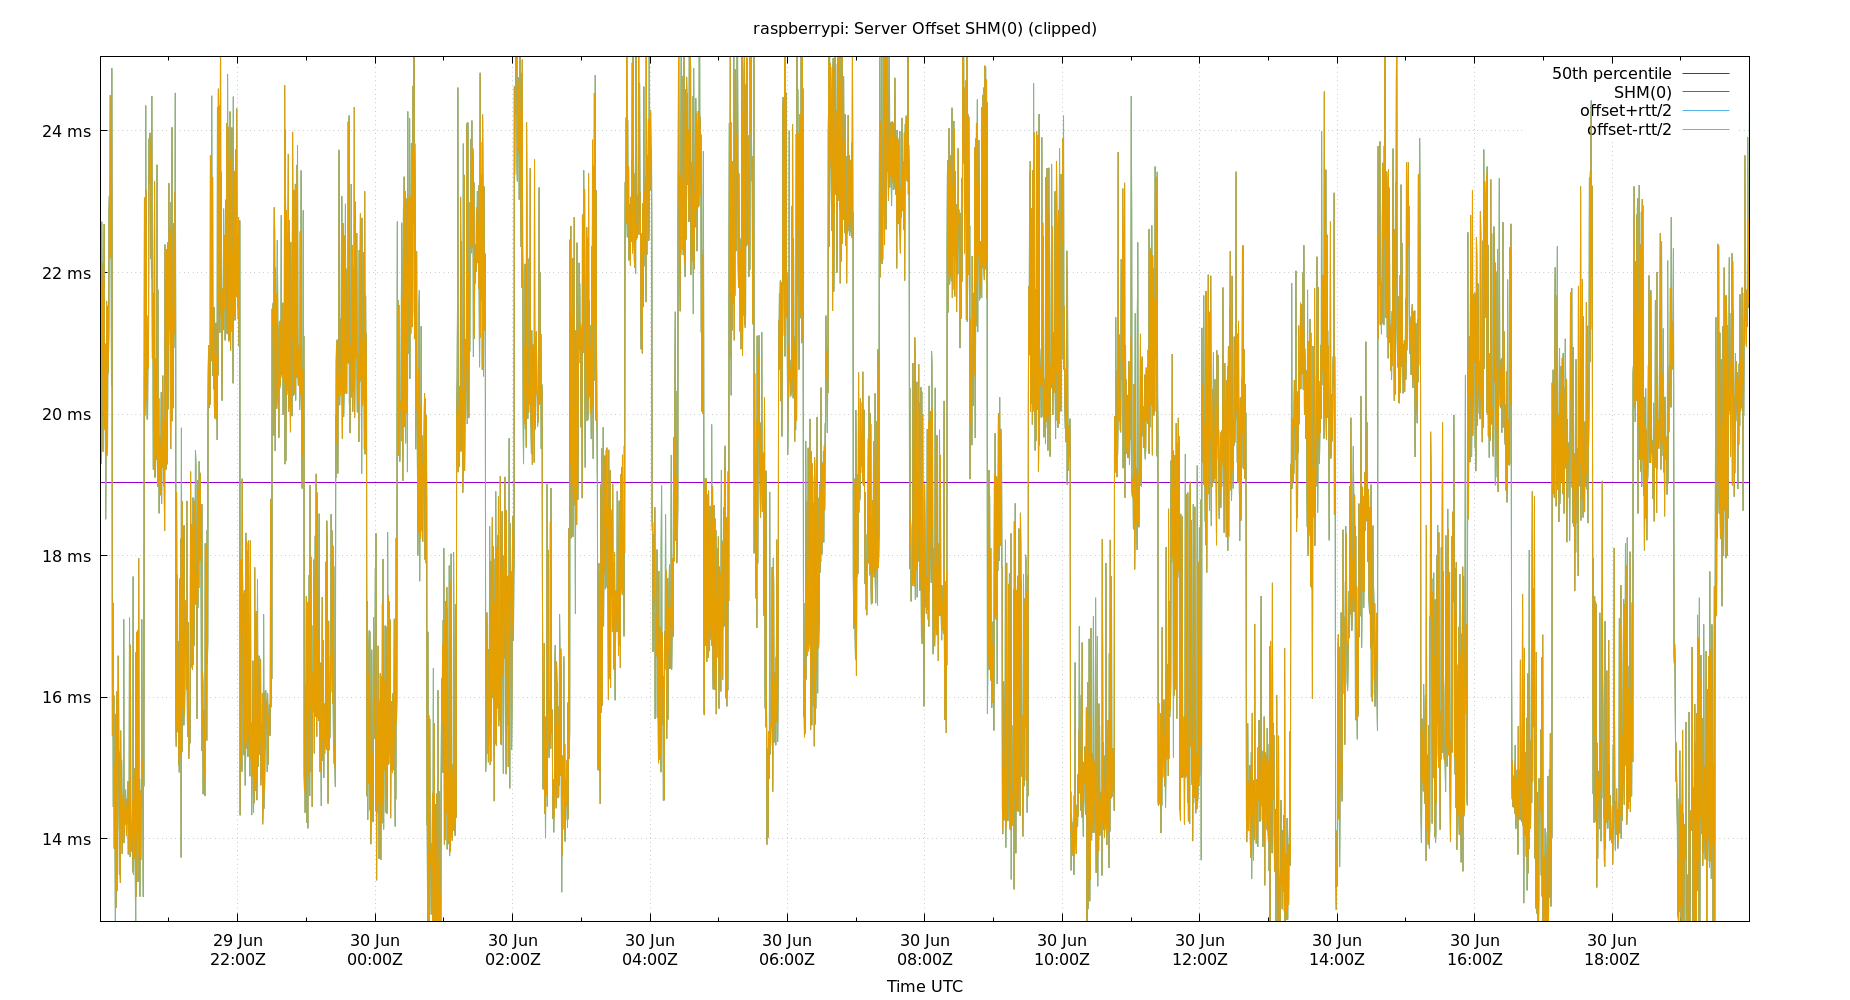 raspberrypi: Server Offset SHM(0) (clipped)
50th percentile
SHM(0)
offset+rtt/2
offset-rtt/2
24 ms
22 ms
20 ms
18 ms
16 ms
14 ms
29 Jun 30 Jun 30 Jun 30 Jun 30 Jun 30 Jun 30 Jun 30 Jun 30 Jun 30 Jun 30 Jun
22:00Z 00:00Z 02:00Z 04:00Z 06:00Z 08:00Z 10:00Z 12:00Z 14:00Z 16:00Z 18:00Z
Time UTC